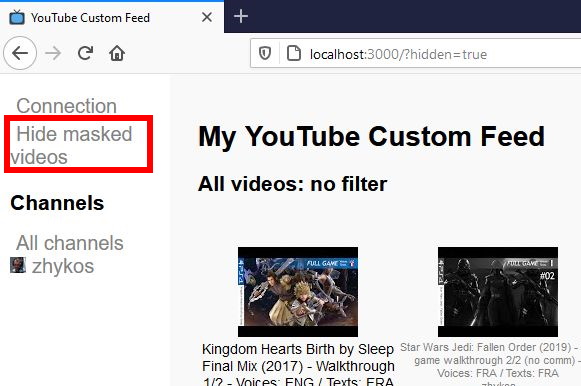 YouTube Custom Feed
localhost:3000/?hidden=true
Connection
Hide masked
videos
Channels
All channels
zhykos
My YouTube Custom Feed
All videos: no filter
FULL GAME
Kingdom Hearts Birth by Sleep
Final Mix (2017) - Walkthrough
1/? - Voices: ENG / Texts: FRA
FULL GAME
#02
Star Wars Jedi: Fallen Order (2019) -
game walkthrough 2/2 (no comm) -
Voices: FRA / Texts: FRA
zhykos